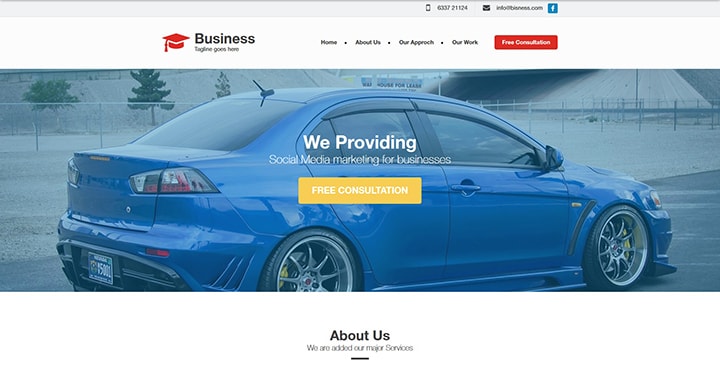 6337 21124 info@bisness.com
Business
Tagline goes here
Home About Us Our Approch Our Work Free Consultation
HOUSE FOR LEASE
We Providing
Social Media marketing for businesses
FREE CONSULTATION
About Us
We are added our major Services